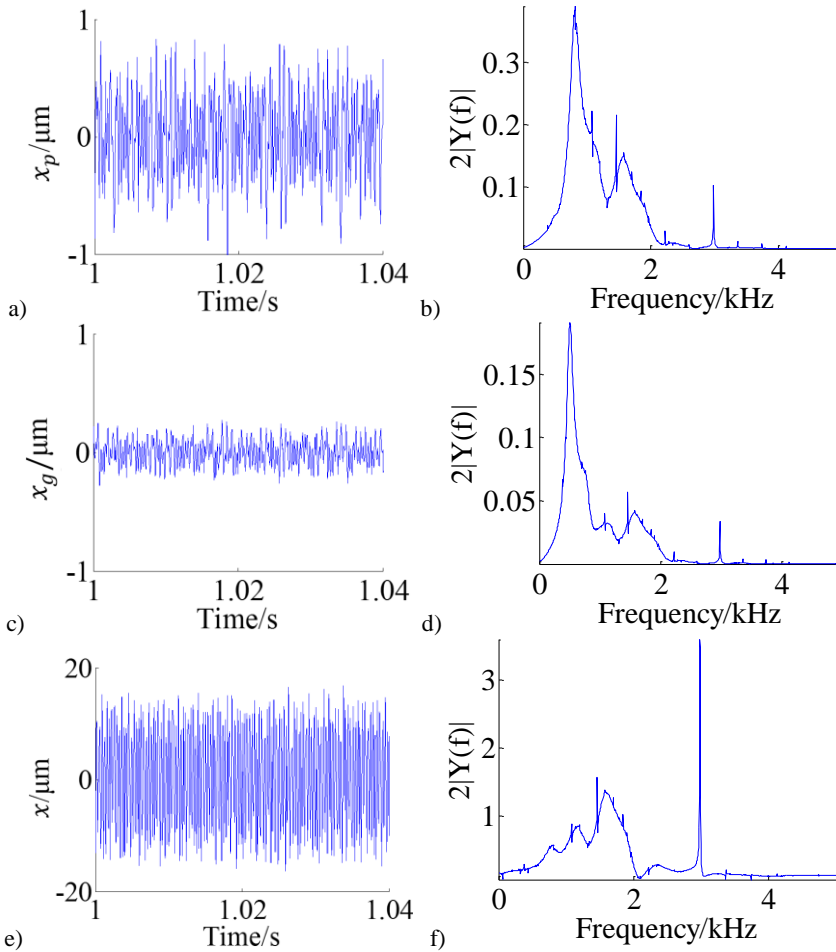 1
0
-1
x_p/μm
1
1.02
1.04
Time/s
a)
0.3
0.2
0.1
2|Y(f)|
0
2
4
Frequency/kHz
b)
1
0
-1
x_g/μm
1
1.02
1.04
Time/s
c)
0.15
0.1
0.05
2|Y(f)|
0
2
4
Frequency/kHz
d)
20
0
-20
x/μm
1
1.02
1.04
Time/s
e)
3
2
1
2|Y(f)|
0
2
4
Frequency/kHz
f)